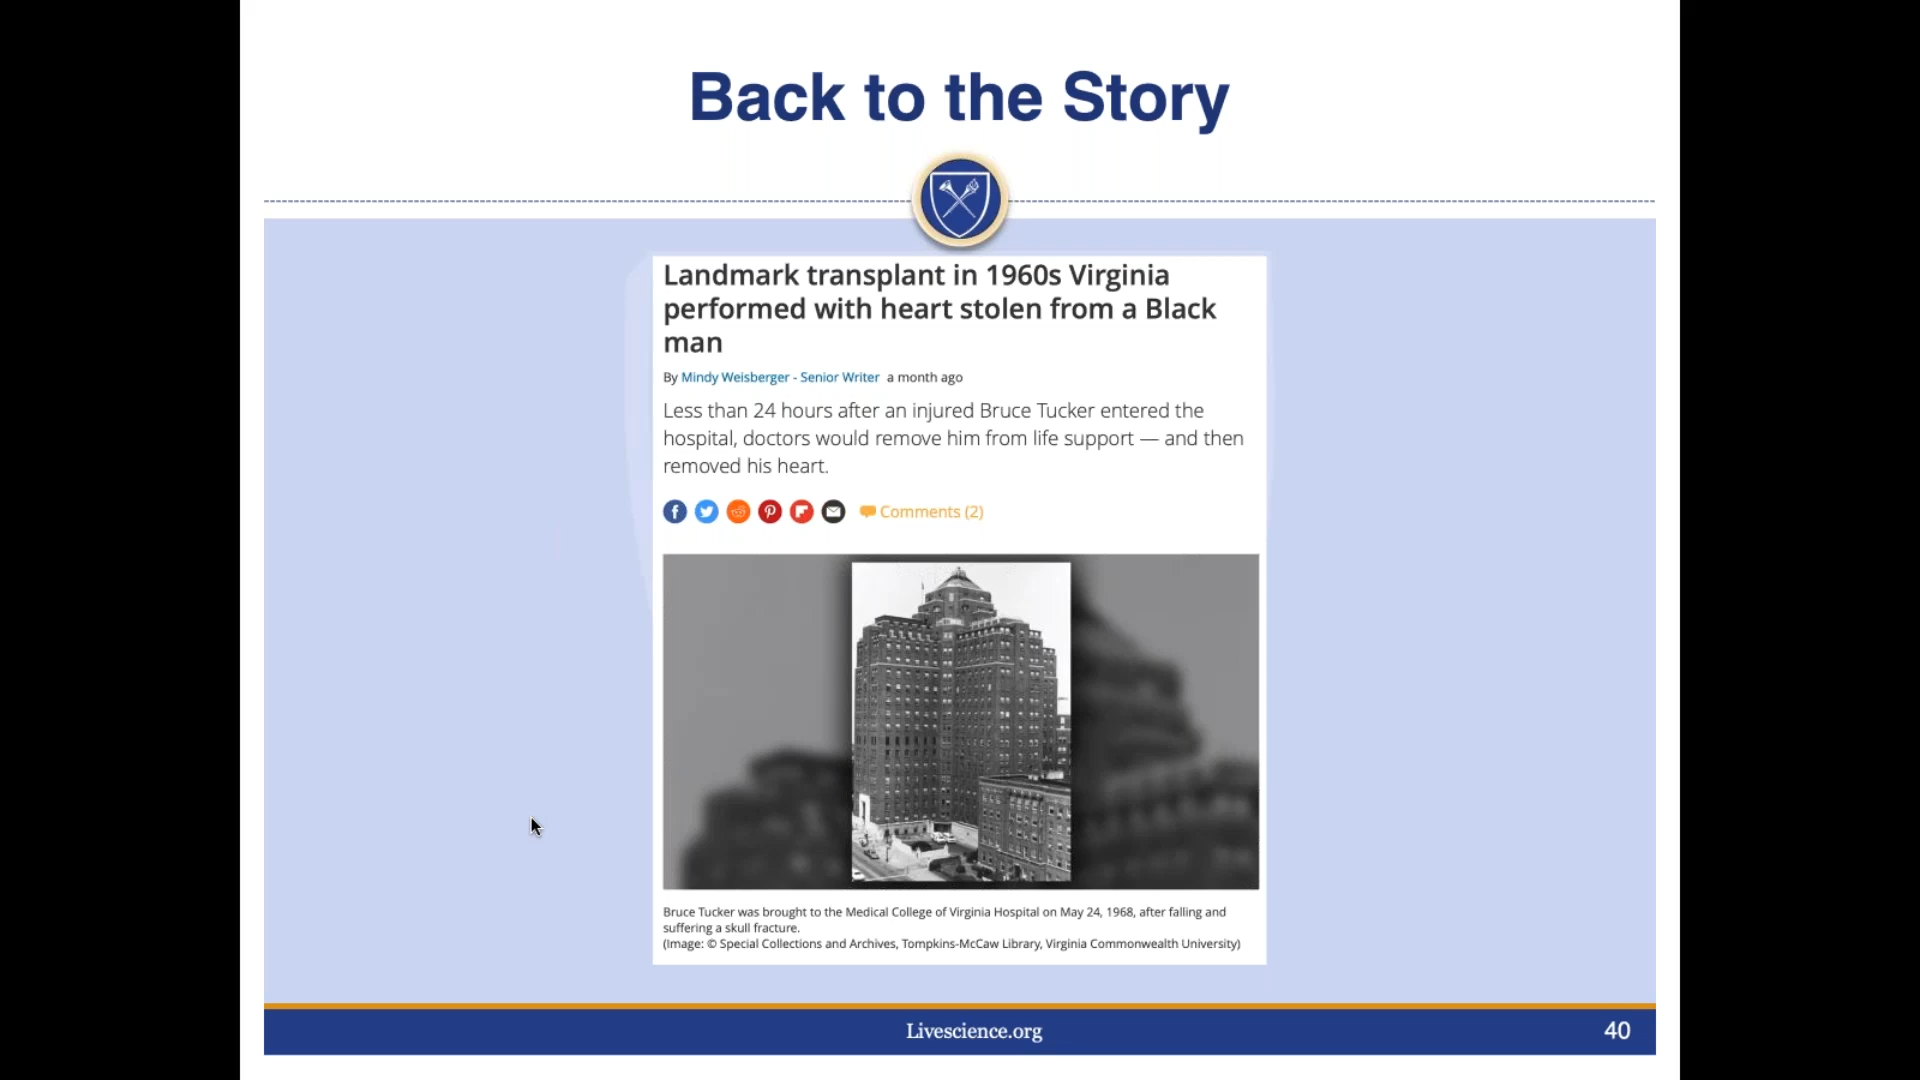 Back to the Story
Landmark transplant in 1960s Virginia
performed with heart stolen from a Black
man
By Mindy Weisberger - Senior Writer a month ago
Less than 24 hours after an injured Bruce Tucker entered the
hospital, doctors would remove him from life support — and then
removed his heart.
Comments (2)
Bruce Tucker was brought to the Medical College of Virginia Hospital on May 24, 1968, after falling and
suffering a skull fracture.
(Image: © Special Collections and Archives, Tompkins-McCaw Library, Virginia Commonwealth University)
Livescience.org
40